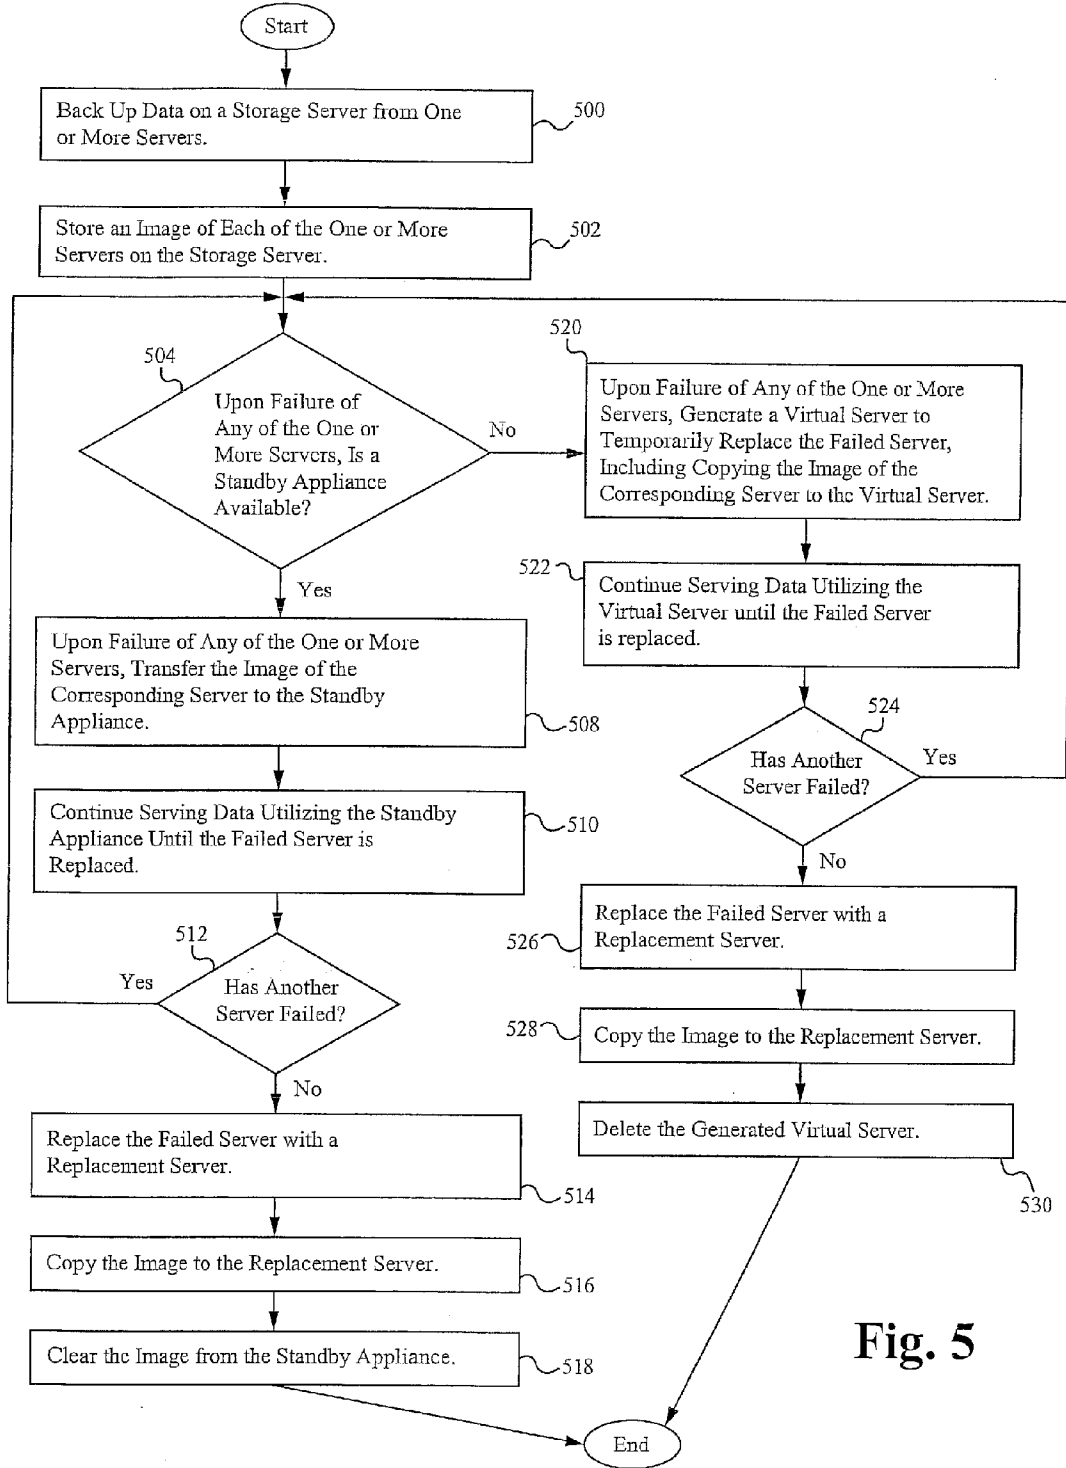 Start
Back Up Data on a Storage Server from One
or More Servers.
500
Store an Image of Each of the One or More
Servers on the Storage Server.
502
504
Upon Failure of
Any of the One or
More Servers, Is a
Standby Appliance
Available?
No
Yes
520
Upon Failure of Any of the One or More
Servers, Generate a Virtual Server to
Temporarily Replace the Failed Server,
Including Copying the Image of the
Corresponding Server to the Virtual Server.
522
Continue Serving Data Utilizing the
Virtual Server until the Failed Server
is replaced.
Upon Failure of Any of the One or More
Servers, Transfer the Image of the
Corresponding Server to the Standby
Appliance.
508
524
Has Another
Server Failed?
Yes
No
Continue Serving Data Utilizing the Standby
Appliance Until the Failed Server is
Replaced.
510
512
Has Another
Server Failed?
Yes
No
Replace the Failed Server with a
Replacement Server.
526
528
Copy the Image to the Replacement Server.
Delete the Generated Virtual Server.
530
Replace the Failed Server with a
Replacement Server.
514
Copy the Image to the Replacement Server.
516
Clear the Image from the Standby Appliance.
518
Fig. 5
End